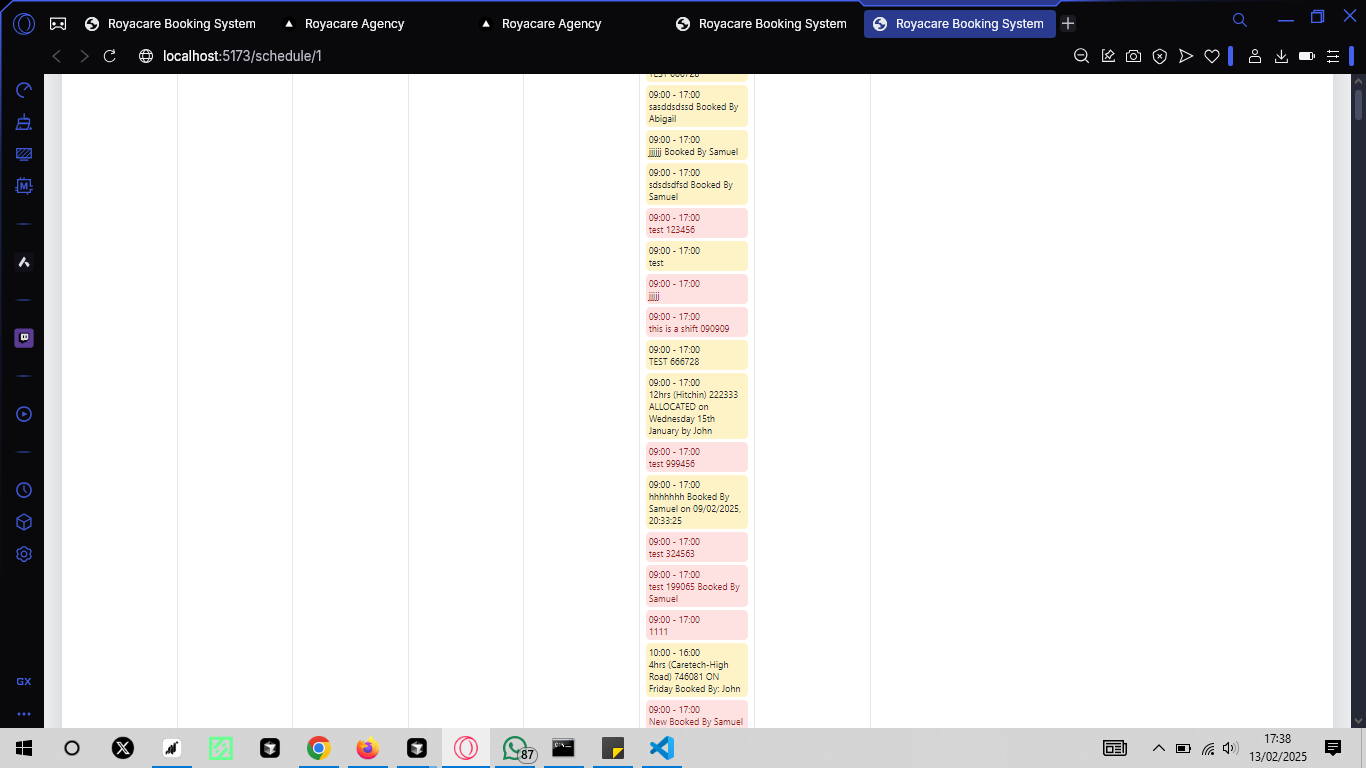 Royacare Booking System
Royacare Agency
Royacare Agency
Royacare Booking System
Royacare Booking System
localhost:5173/schedule/1
TEST 666728
09:00 - 17:00
sasddsdssd Booked By
Abigail
09:00 - 17:00
jjjjjj Booked By Samuel
09:00 - 17:00
sdsdsdfsd Booked By
Samuel
09:00 - 17:00
test 123456
09:00 - 17:00
test
09:00 - 17:00
jjjjj
09:00 - 17:00
this is a shift 090909
09:00 - 17:00
TEST 666728
09:00 - 17:00
12hrs (Hitchin) 222333
ALLOCATED on
Wednesday 15th
January by John
09:00 - 17:00
test 999456
09:00 - 17:00
hhhhhhh Booked By
Samuel on 09/02/2025,
20:33:25
09:00 - 17:00
test 324563
09:00 - 17:00
test 199065 Booked By
Samuel
09:00 - 17:00
1111
10:00 - 16:00
4hrs (Caretech-High
Road) 746081 ON
Friday Booked By: John
09:00 - 17:00
New Booked By Samuel
M
GX
87
17:38
13/02/2025